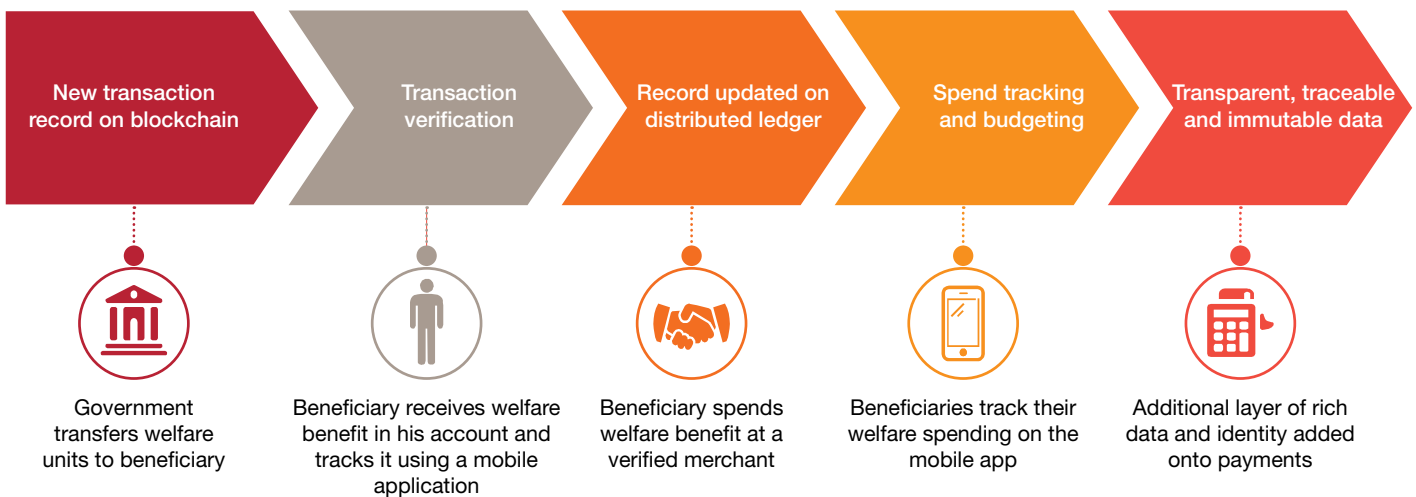 New transaction
record on blockchain
Transaction
verification
Record updated on
distributed ledger
Spend tracking
and budgeting
Transparent, traceable
and immutable data
Government
transfers welfare
units to beneficiary
Beneficiary receives welfare
benefit in his account and
tracks it using a mobile
application
Beneficiary spends
welfare benefit at a
verified merchant
Beneficiaries track their
welfare spending on the
mobile app
Additional layer of rich
data and identity added
onto payments